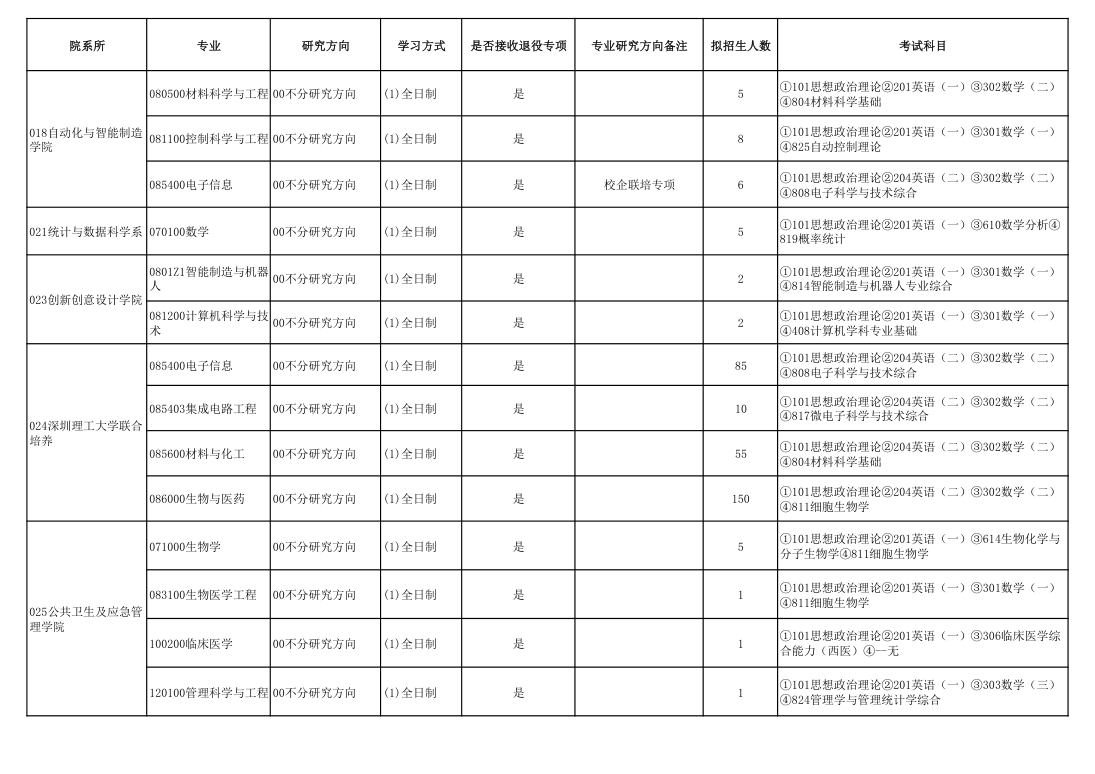 院系所 专业 研究方向 学习方式 是否接收退役专项 专业研究方向备注 拟招生人数 考试科目
018自动化与智能制造
学院
080500材料科学与工程 00不分研究方向 (1)全日制 是 5 ①101思想政治理论②201英语（一）③302数学（二）
④804材料科学基础
081100控制科学与工程 00不分研究方向 (1)全日制 是 8 ①101思想政治理论②201英语（一）③301数学（一）
④825自动控制理论
085400电子信息 00不分研究方向 (1)全日制 是 校企联培专项 6 ①101思想政治理论②204英语（二）③302数学（二）
④808电子科学与技术综合
021统计与数据科学系 070100数学 00不分研究方向 (1)全日制 是 5 ①101思想政治理论②201英语（一）③610数学分析④
819概率统计
023创新创意设计学院
0801Z1智能制造与机器
人 00不分研究方向 (1)全日制 是 2 ①101思想政治理论②201英语（一）③301数学（一）
④814智能制造与机器人专业综合
081200计算机科学与技
术 00不分研究方向 (1)全日制 是 2 ①101思想政治理论②201英语（一）③301数学（一）
④408计算机学科专业基础
024深圳理工大学联合
培养
085400电子信息 00不分研究方向 (1)全日制 是 85 ①101思想政治理论②204英语（二）③302数学（二）
④808电子科学与技术综合
085403集成电路工程 00不分研究方向 (1)全日制 是 10 ①101思想政治理论②204英语（二）③302数学（二）
④817微电子科学与技术综合
085600材料与化工 00不分研究方向 (1)全日制 是 55 ①101思想政治理论②204英语（二）③302数学（二）
④804材料科学基础
086000生物与医药 00不分研究方向 (1)全日制 是 150 ①101思想政治理论②204英语（二）③302数学（二）
④811细胞生物学
025公共卫生及应急管
理学院
071000生物学 00不分研究方向 (1)全日制 是 5 ①101思想政治理论②201英语（一）③614生物化学与
分子生物学④811细胞生物学
083100生物医学工程 00不分研究方向 (1)全日制 是 1 ①101思想政治理论②201英语（一）③301数学（一）
④811细胞生物学
100200临床医学 00不分研究方向 (1)全日制 是 1 ①101思想政治理论②201英语（一）③306临床医学综
合能力（西医）④--无
120100管理科学与工程 00不分研究方向 (1)全日制 是 1 ①101思想政治理论②201英语（一）③303数学（三）
④824管理学与管理统计学综合